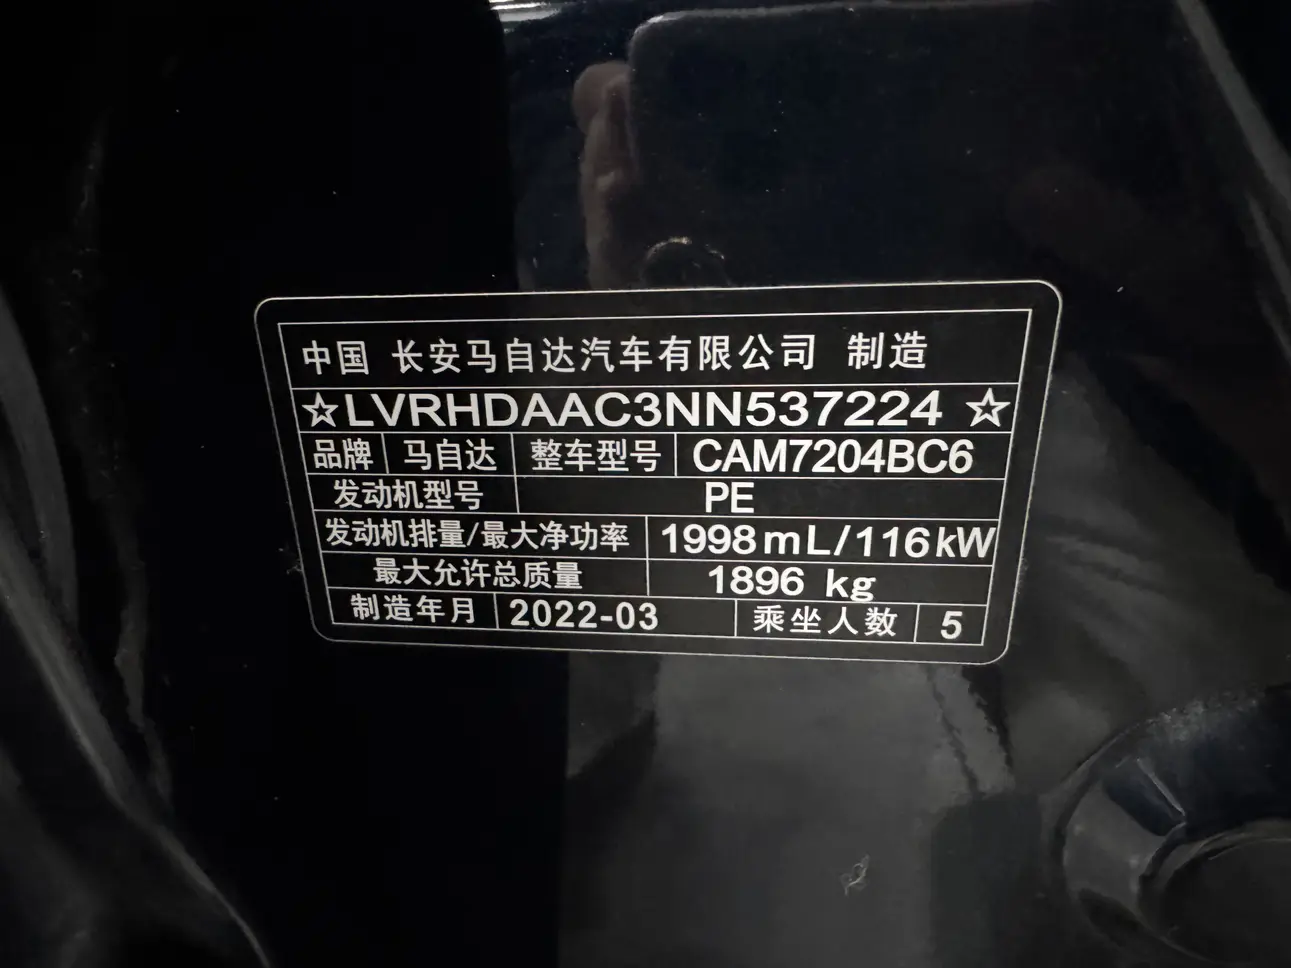 中国 长安马自达汽车有限公司 制造
☆LVRHDAAC3NN537224☆
品牌 马自达 整车型号 CAM7204BC6
发动机型号 PE
发动机排量/最大净功率 1998mL/116kW
最大允许总质量 1896 kg
制造年月 2022-03 乘坐人数 5